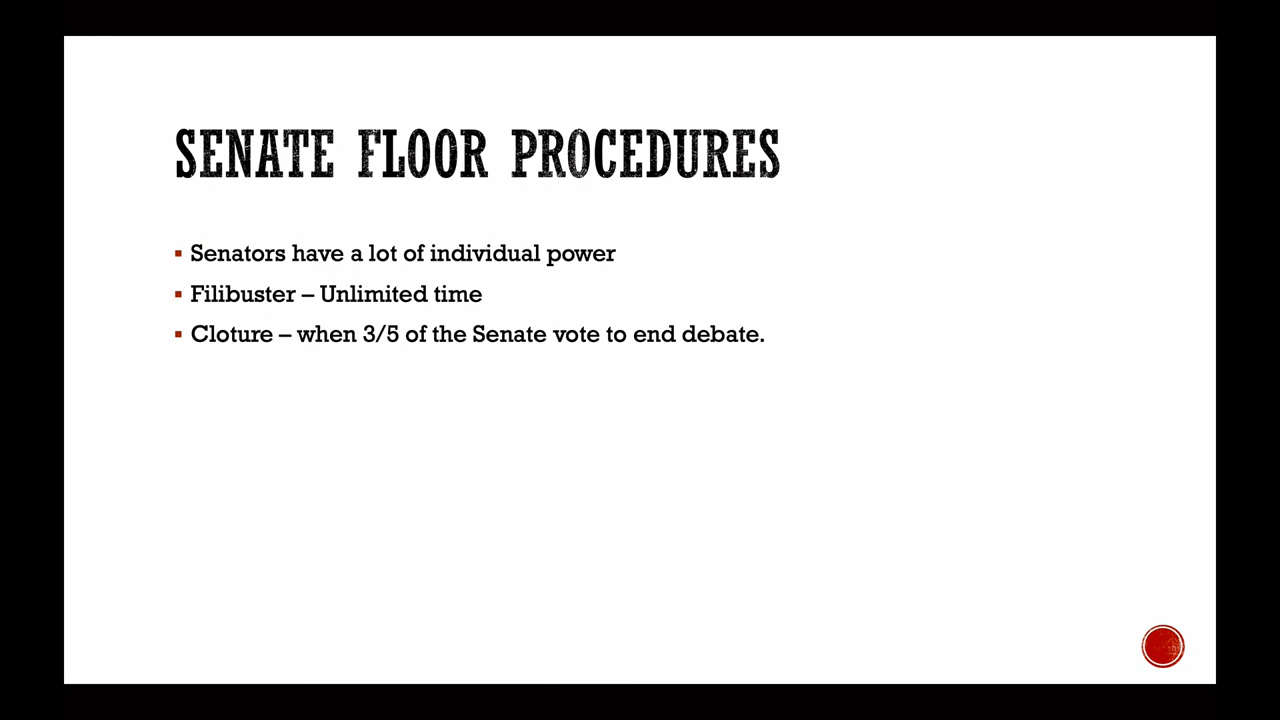 SENATE FLOOR PROCEDURES
▪ Senators have a lot of individual power
▪ Filibuster – Unlimited time
▪ Cloture – when 3/5 of the Senate vote to end debate.